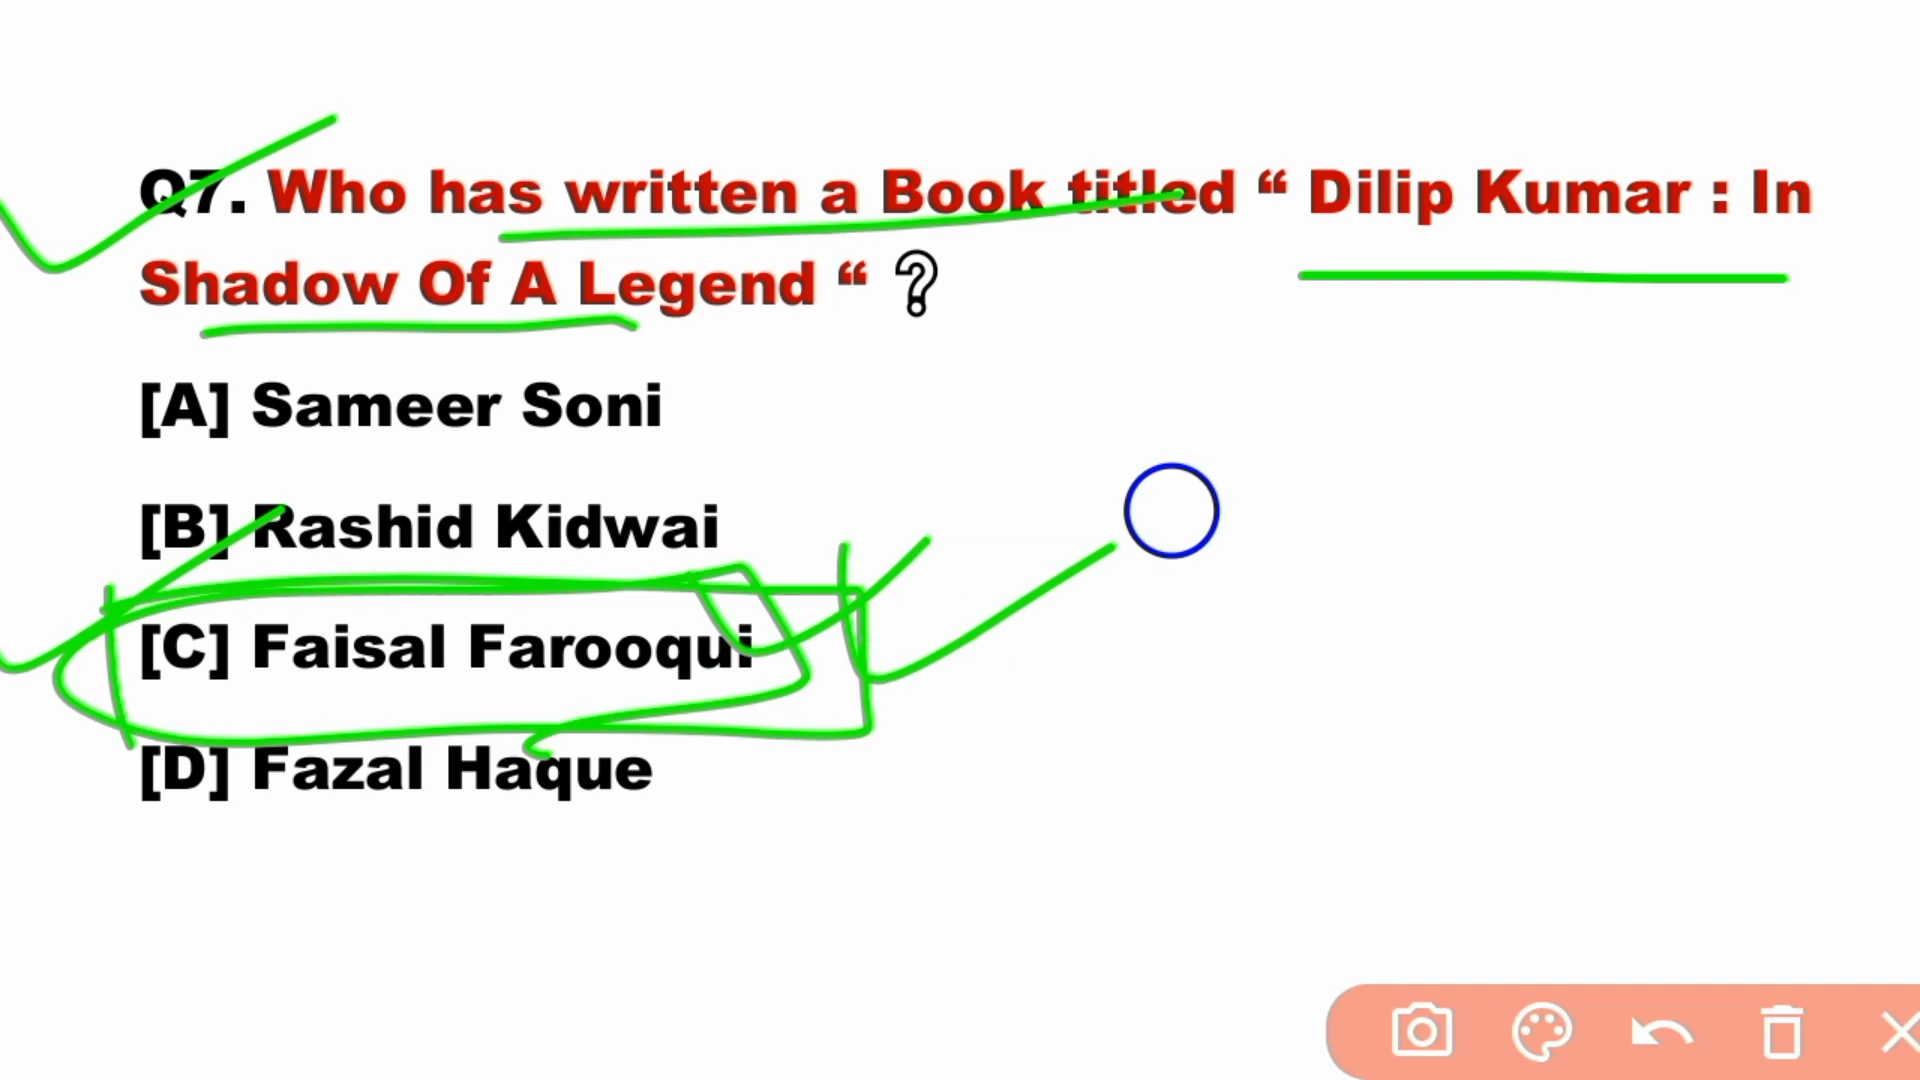 Q7. Who has written a Book titled “ Dilip Kumar : In
Shadow Of A Legend “ ?
[A] Sameer Soni
[B] Rashid Kidwai
[C] Faisal Farooqui
[D] Fazal Haque